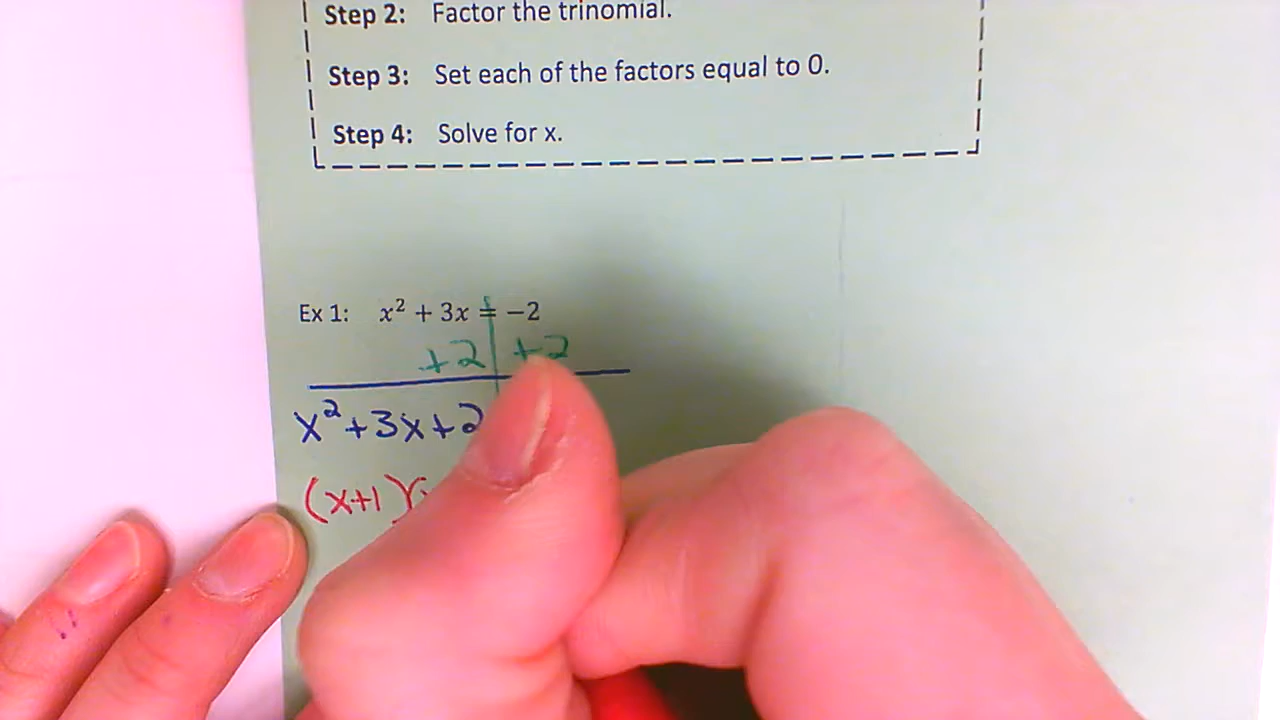 Step 2: Factor the trinomial.
Step 3: Set each of the factors equal to 0.
Step 4: Solve for x.
Ex 1: x² + 3x = −2
+2 +2
x²+3x+2
(x+1)(